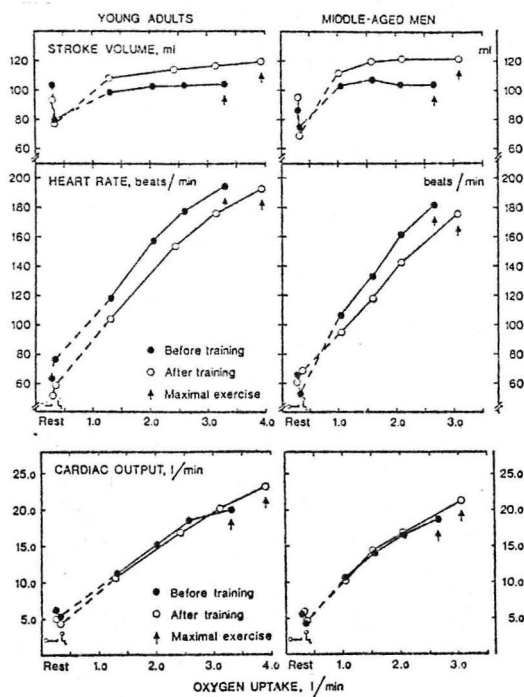 YOUNG ADULTS
MIDDLE-AGED MEN
STROKE VOLUME, ml
ml
120
100
80
60
120
100
80
60
HEART RATE, beats/min
beats/min
200
180
160
140
120
100
80
60
200
180
160
140
120
100
80
60
Before training
After training
Maximal exercise
Rest 1.0 2.0 3.0 4.0
Rest 1.0 2.0 3.0
CARDIAC OUTPUT, l/min
25.0
20.0
15.0
10.0
5.0
25.0
20.0
15.0
10.0
5.0
Before training
After training
Maximal exercise
Rest 1.0 2.0 3.0 4.0
Rest 1.0 2.0 3.0
OXYGEN UPTAKE, l/min